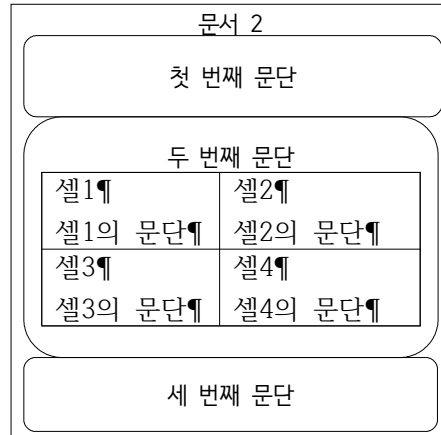 문서 2
첫 번째 문단
두 번째 문단
셀1¶ 셀2¶
셀1의 문단¶ 셀2의 문단¶
셀3¶ 셀4¶
셀3의 문단¶ 셀4의 문단¶
세 번째 문단